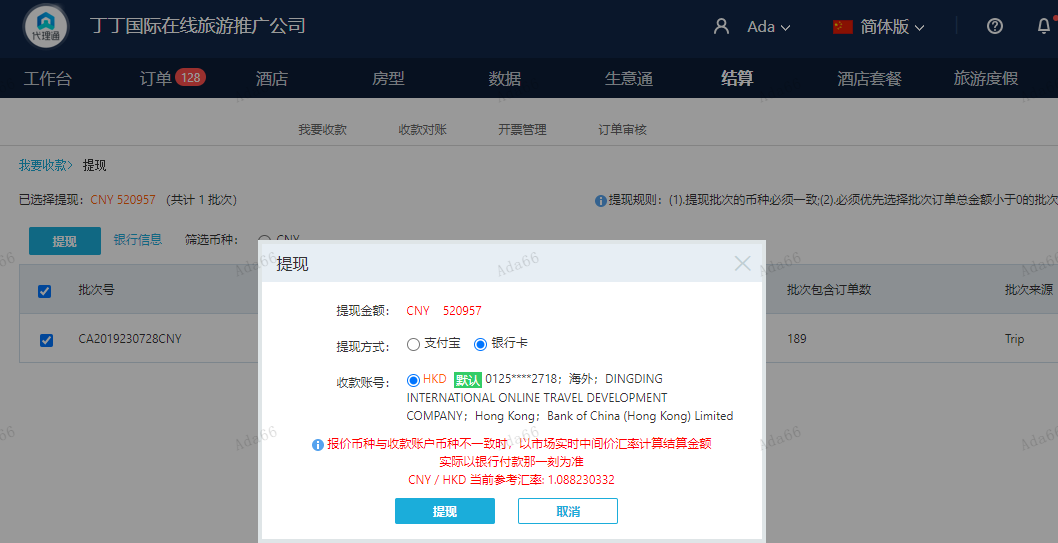 代理通
丁丁国际在线旅游推广公司
Ada
简体版
工作台 订单 128 酒店 房型 数据 生意通 结算 酒店套餐 旅游度假
我要收款 收款对账 开票管理 订单审核
我要收款> 提现
已选择提现: CNY 520957 (共计 1 批次)
提现规则: (1).提现批次的币种必须一致;(2).必须优先选择批次订单总金额小于0的批次
提现 银行信息 筛选币种: CNY
批次号 批次包含订单数 批次来源
CA2019230728CNY 189 Trip
提现
提现金额: CNY 520957
提现方式: 支付宝 银行卡
收款账号: HKD 默认 0125****2718; 海外; DINGDING
INTERNATIONAL ONLINE TRAVEL DEVELOPMENT
COMPANY; Hong Kong; Bank of China (Hong Kong) Limited
报价币种与收款账户币种不一致时, 以市场实时中间价汇率计算结算金额
实际以银行付款那一刻为准
CNY / HKD 当前参考汇率: 1.088230332
提现 取消
Ada66